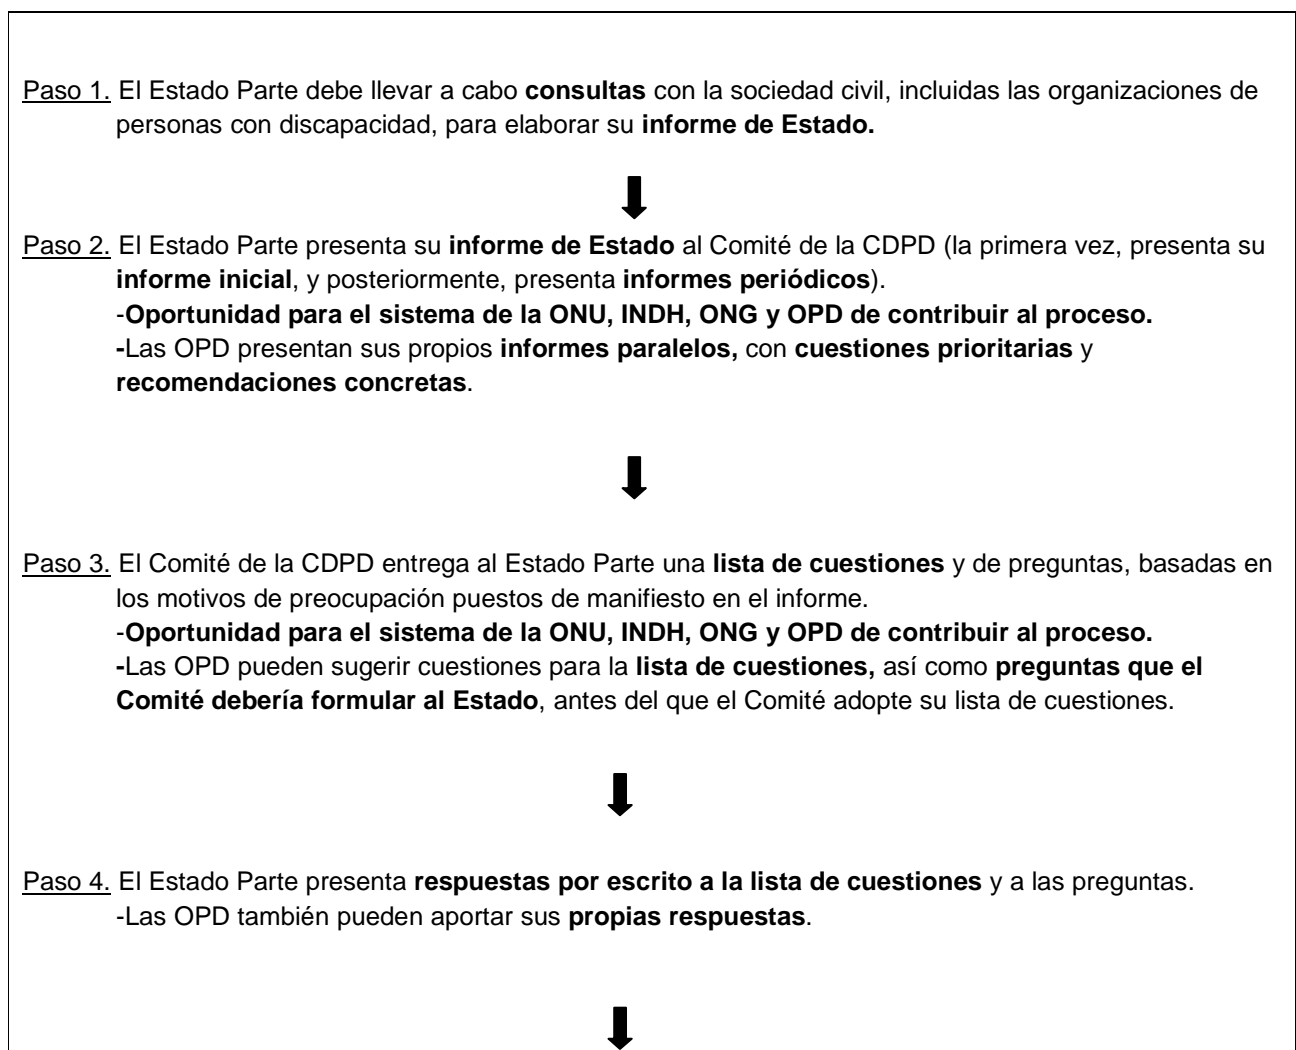 Paso 1. El Estado Parte debe llevar a cabo consultas con la sociedad civil, incluidas las organizaciones de
personas con discapacidad, para elaborar su informe de Estado.
Paso 2. El Estado Parte presenta su informe de Estado al Comité de la CDPD (la primera vez, presenta su
informe inicial, y posteriormente, presenta informes periódicos).
-Oportunidad para el sistema de la ONU, INDH, ONG y OPD de contribuir al proceso.
-Las OPD presentan sus propios informes paralelos, con cuestiones prioritarias y
recomendaciones concretas.
Paso 3. El Comité de la CDPD entrega al Estado Parte una lista de cuestiones y de preguntas, basadas en
los motivos de preocupación puestos de manifiesto en el informe.
-Oportunidad para el sistema de la ONU, INDH, ONG y OPD de contribuir al proceso.
-Las OPD pueden sugerir cuestiones para la lista de cuestiones, así como preguntas que el
Comité debería formular al Estado, antes del que el Comité adopte su lista de cuestiones.
Paso 4. El Estado Parte presenta respuestas por escrito a la lista de cuestiones y a las preguntas.
-Las OPD también pueden aportar sus propias respuestas.